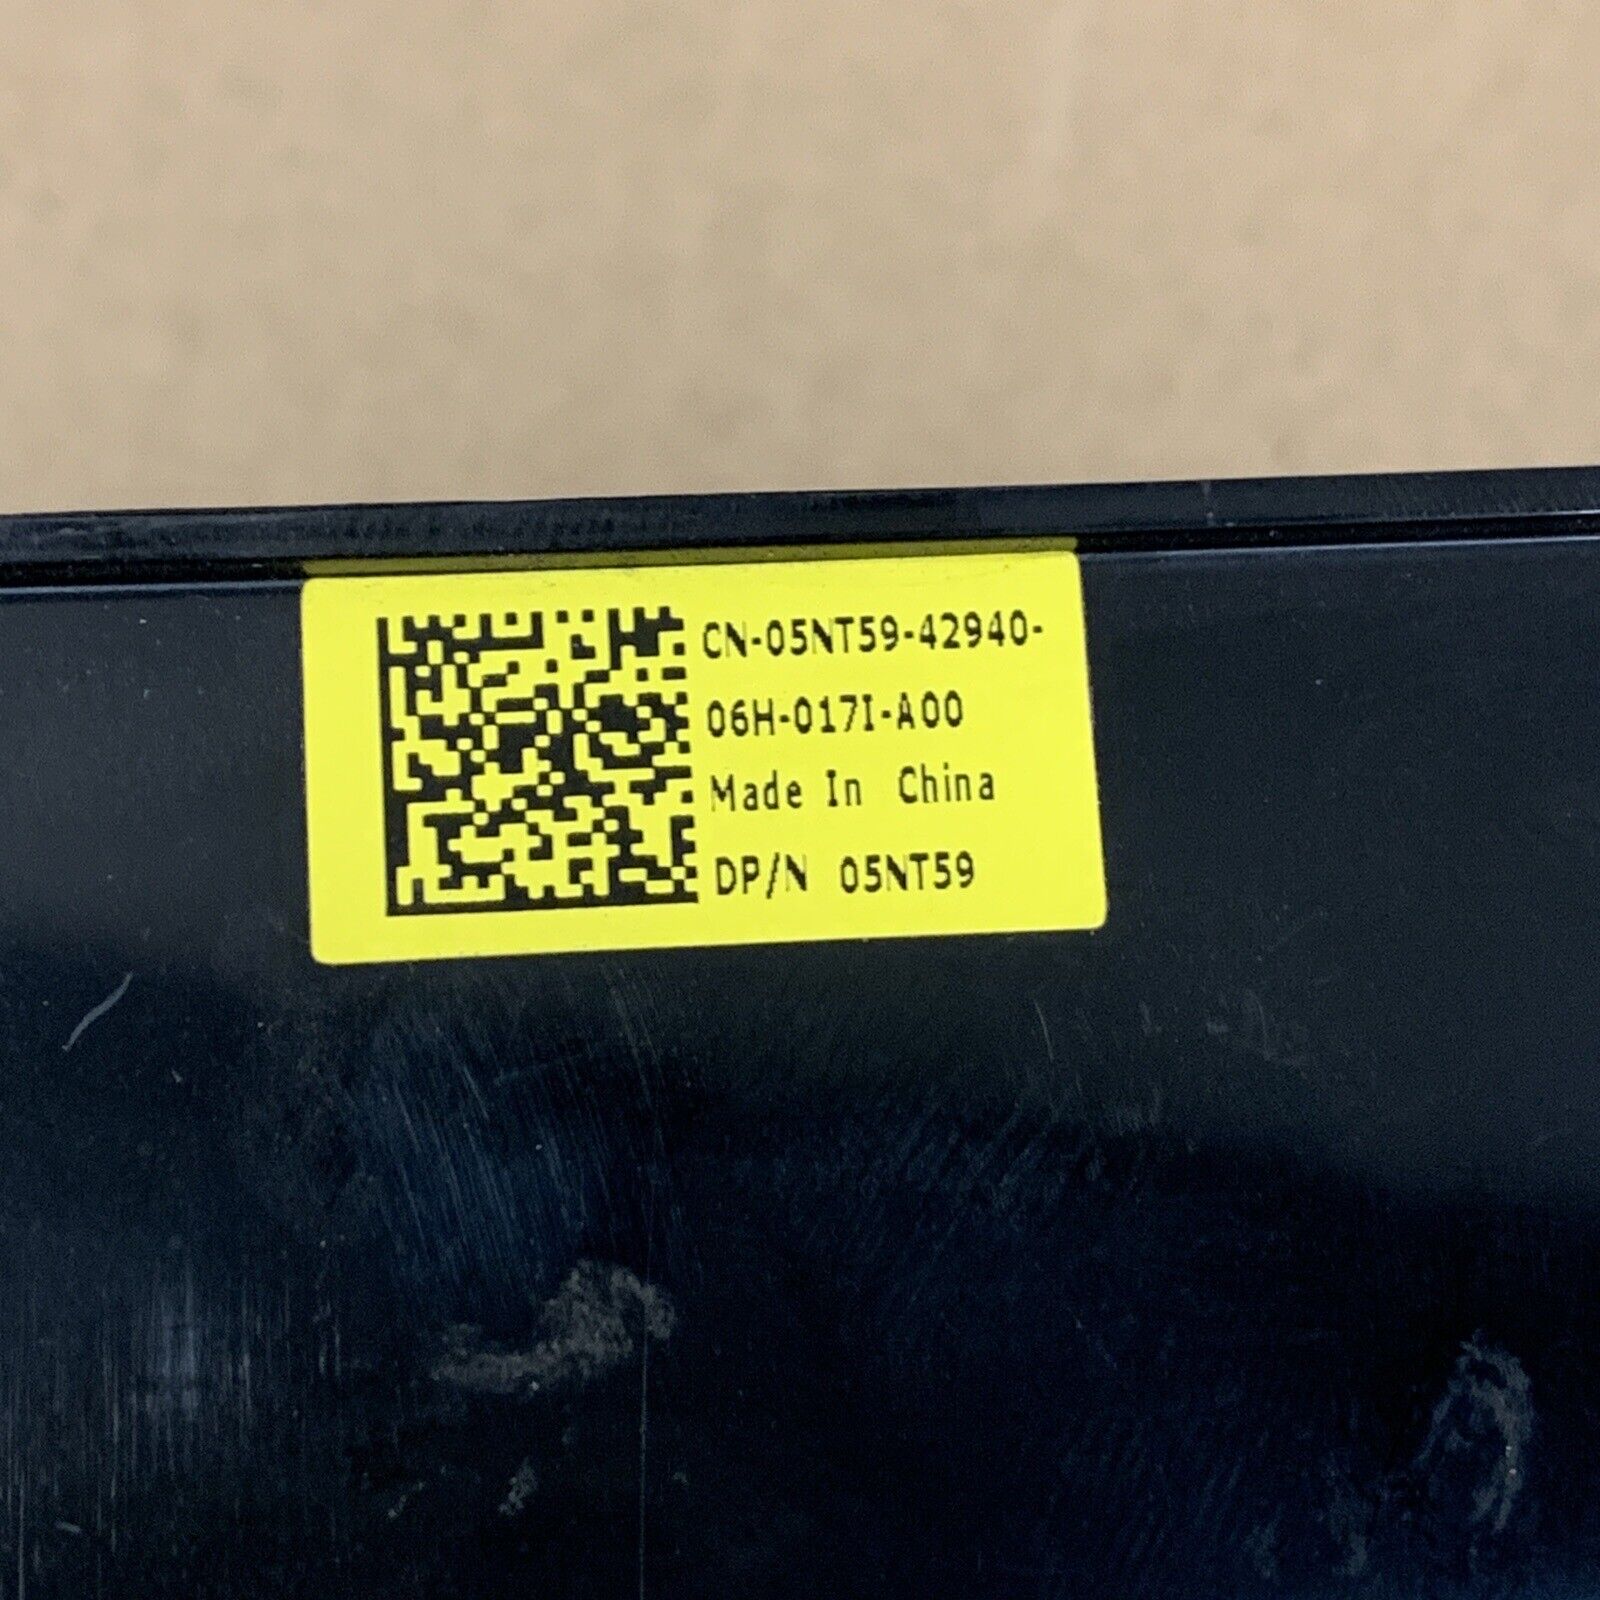 CN-05NT59-42940-
06H-017I-A00
Made In China
DP/N 05NT59